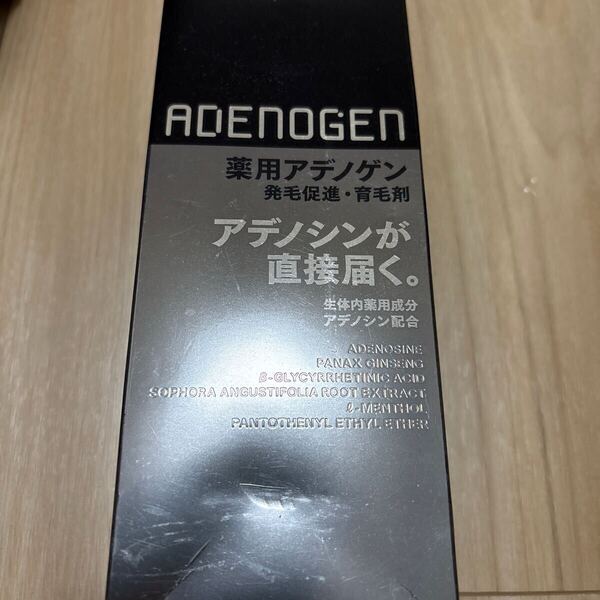 ADENOGEN
薬用アデノゲン
発毛促進・育毛剤
アデノシンが
直接届く。
生体内薬用成分
アデノシン配合
ADENOSINE
PANAX GINSENG
β-GLYCYRRHETINIC ACID
SOPHORA ANGUSTIFOLIA ROOT EXTRACT
ℓ-MENTHOL
PANTOTHENYL ETHYL ETHER